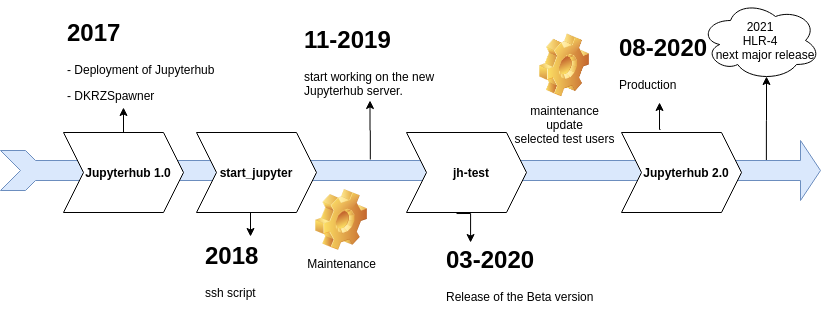 2017
- Deployment of Jupyterhub
- DKRZSpawner
11-2019
start working on the new
Jupyterhub server.
maintenance
update
selected test users
08-2020
Production
2021
HLR-4
next major release
Jupyterhub 1.0
start_jupyter
jh-test
Jupyterhub 2.0
2018
ssh script
Maintenance
03-2020
Release of the Beta version